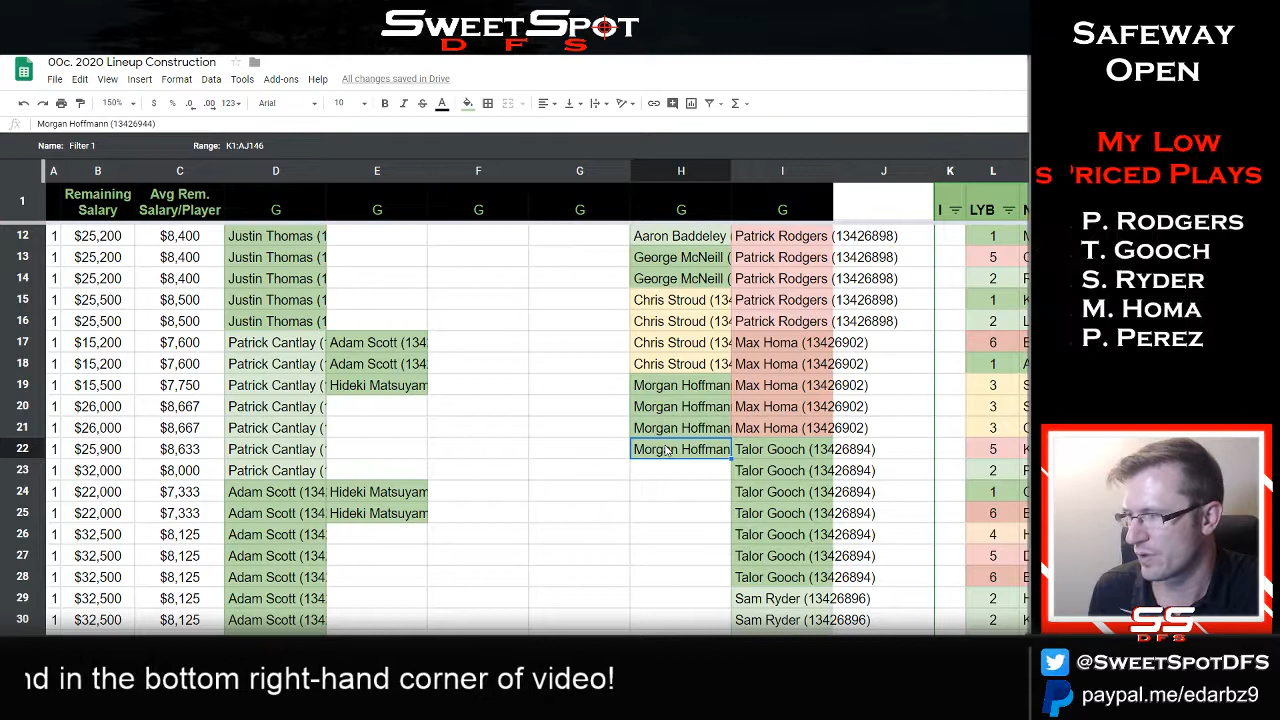 SweetSpot
DFS
00c. 2020 Lineup Construction
File Edit View Insert Format Data Tools Add-ons Help All changes saved in Drive
150% $ % .0 .00 123 Arial 10 B I S A
fx Morgan Hoffmann (13426944)
Name: Filter 1 Range: K1:AJ146
A B C D E F G H I J K L
1 Remaining Salary Avg Rem. Salary/Player G G G G G G I LYB
12 1 $25,200 $8,400 Justin Thomas (1 Aaron Baddeley Patrick Rodgers (13426898) 1
13 1 $25,200 $8,400 Justin Thomas (1 George McNeill ( Patrick Rodgers (13426898) 5
14 1 $25,200 $8,400 Justin Thomas (1 George McNeill ( Patrick Rodgers (13426898) 2
15 1 $25,500 $8,500 Justin Thomas (1 Chris Stroud (134 Patrick Rodgers (13426898) 1
16 1 $25,500 $8,500 Justin Thomas (1 Chris Stroud (134 Patrick Rodgers (13426898) 2
17 1 $15,200 $7,600 Patrick Cantlay ( Adam Scott (134 Chris Stroud (134 Max Homa (13426902) 6
18 1 $15,200 $7,600 Patrick Cantlay ( Adam Scott (134 Chris Stroud (134 Max Homa (13426902) 1
19 1 $15,500 $7,750 Patrick Cantlay ( Hideki Matsuyam Morgan Hoffman Max Homa (13426902) 3
20 1 $26,000 $8,667 Patrick Cantlay ( Morgan Hoffman Max Homa (13426902) 3
21 1 $26,000 $8,667 Patrick Cantlay ( Morgan Hoffman Max Homa (13426902) 3
22 1 $25,900 $8,633 Patrick Cantlay ( Morgan Hoffman Talor Gooch (13426894) 5
23 1 $32,000 $8,000 Patrick Cantlay ( Talor Gooch (13426894) 2
24 1 $22,000 $7,333 Adam Scott (134 Hideki Matsuyam Talor Gooch (13426894) 1
25 1 $22,000 $7,333 Adam Scott (134 Hideki Matsuyam Talor Gooch (13426894) 6
26 1 $32,500 $8,125 Adam Scott (134 Talor Gooch (13426894) 4
27 1 $32,500 $8,125 Adam Scott (134 Talor Gooch (13426894) 5
28 1 $32,500 $8,125 Adam Scott (134 Talor Gooch (13426894) 6
29 1 $32,500 $8,125 Adam Scott (134 Sam Ryder (13426896) 2
30 1 $32,500 $8,125 Adam Scott (134 Sam Ryder (13426896) 2
Safeway
Open
My Low
Priced Plays
P. Rodgers
T. Gooch
S. Ryder
M. Homa
P. Perez
SS
DFS
@SweetSpotDFS
paypal.me/edarbz9
nd in the bottom right-hand corner of video!